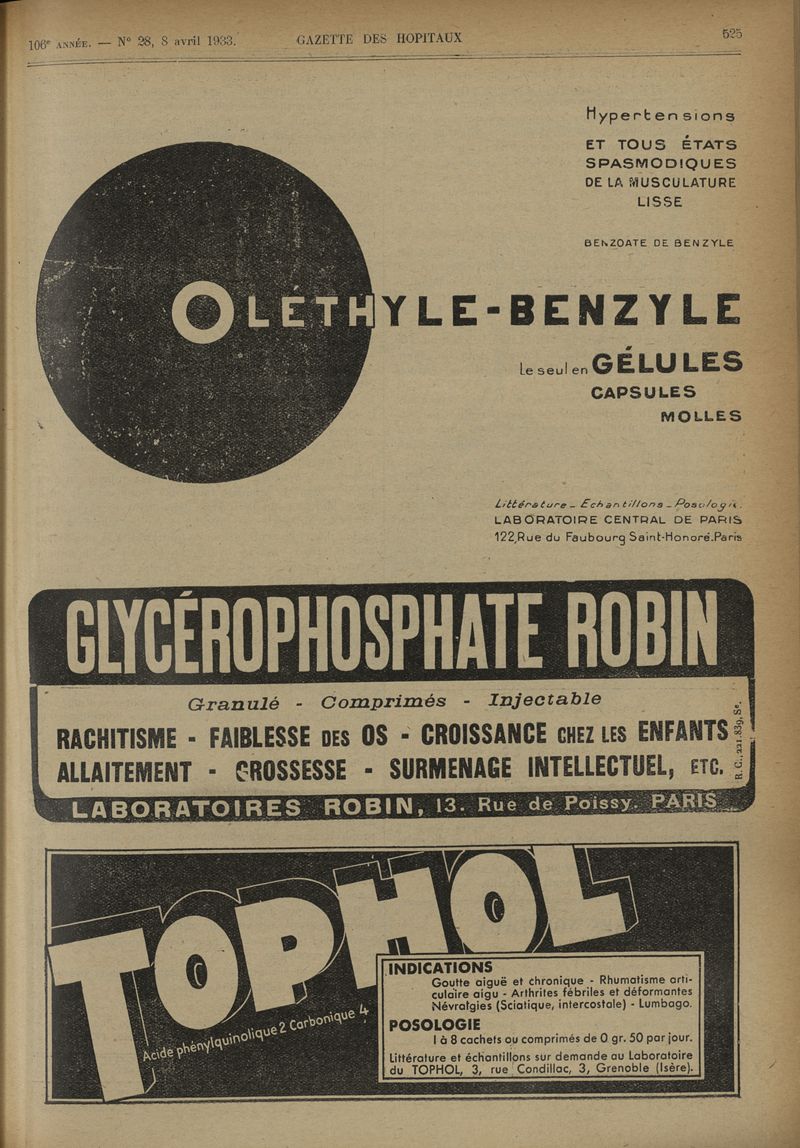 106e ANNÉE. — No 28, 8 avril 1933. GAZETTE DES HOPITAUX 525
Hypertensions
ET TOUS ÉTATS
SPASMODIQUES
DE LA MUSCULATURE
LISSE
BENZOATE DE BENZYLE
OLÉTHYLE-BENZYLE
Le seul en GÉLULES
CAPSULES
MOLLES
Littérature _ Echantillons _ Posologie.
LABORATOIRE CENTRAL DE PARIS
122, Rue du Faubourg Saint-Honoré. Paris
GLYCÉROPHOSPHATE ROBIN
Granulé - Comprimés - Injectable
RACHITISME - FAIBLESSE DES OS - CROISSANCE CHEZ LES ENFANTS
ALLAITEMENT - GROSSESSE - SURMENAGE INTELLECTUEL, ETC.
R. C., 221.839, Se.
LABORATOIRES ROBIN, 13. Rue de Poissy. PARIS
TOPHOL
Acide phénylquinolique 2 Carbonique 4
INDICATIONS
Goutte aiguë et chronique - Rhumatisme arti-
culaire aigu - Arthrites fébriles et déformantes
Névralgies (Sciatique, intercostale) - Lumbago.
POSOLOGIE
1 à 8 cachets ou comprimés de 0 gr. 50 par jour.
Littérature et échantillons sur demande au Laboratoire
du TOPHOL, 3, rue Condillac, 3, Grenoble (Isère).